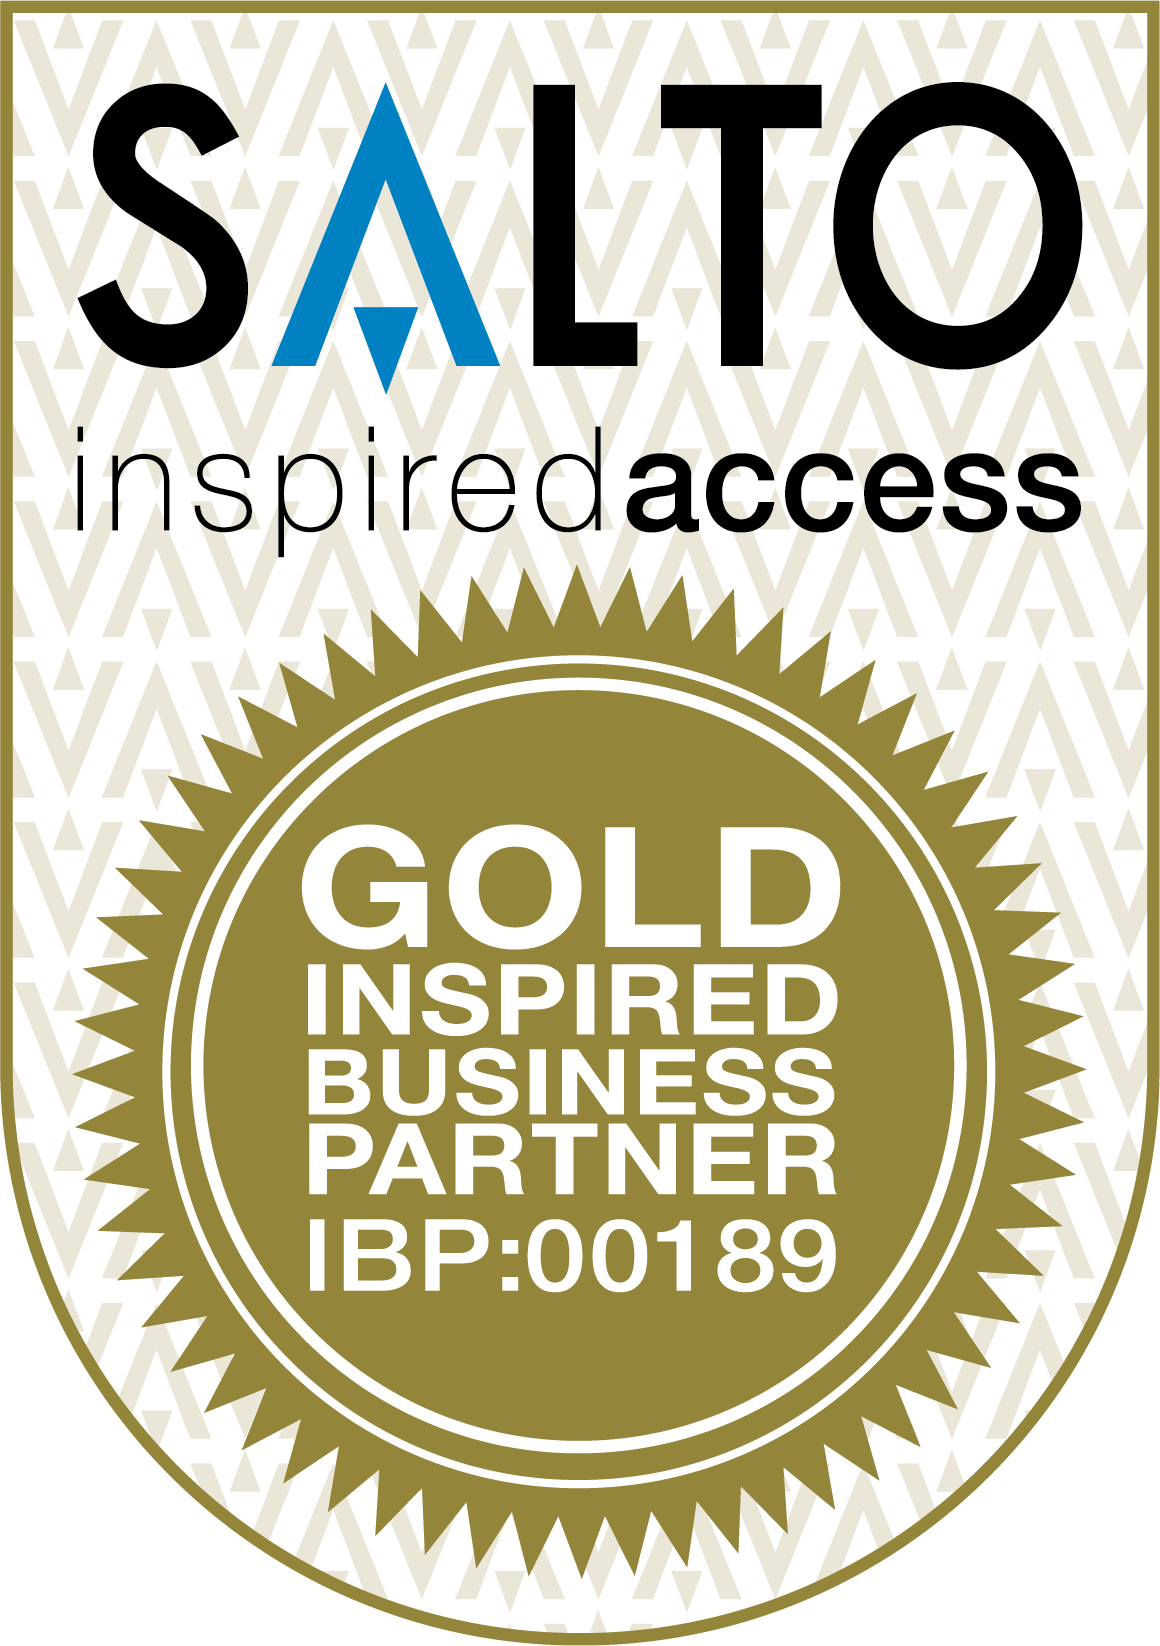 SALTO
inspiredaccess
GOLD
INSPIRED
BUSINESS
PARTNER
IBP:00189